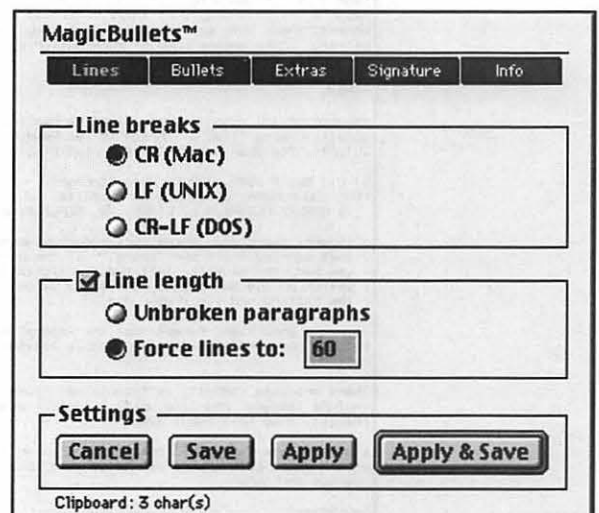 MagicBullets™
Lines Bullets Extras Signature Info
Line breaks
CR (Mac)
LF (UNIX)
CR-LF (DOS)
Line length
Unbroken paragraphs
Force lines to: 60
Settings
Cancel Save Apply Apply & Save
Clipboard: 3 char(s)